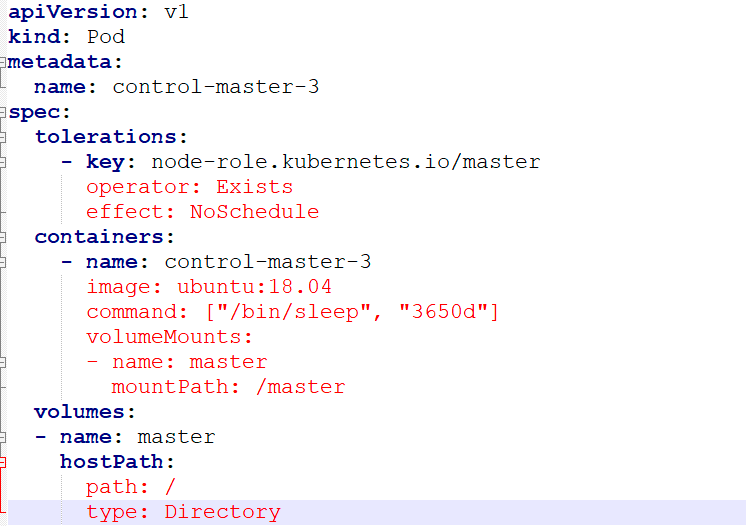 apiVersion: v1
kind: Pod
metadata:
  name: control-master-3
spec:
  tolerations:
    - key: node-role.kubernetes.io/master
      operator: Exists
      effect: NoSchedule
  containers:
    - name: control-master-3
      image: ubuntu:18.04
      command: ["/bin/sleep", "3650d"]
      volumeMounts:
      - name: master
        mountPath: /master
  volumes:
  - name: master
    hostPath:
      path: /
      type: Directory